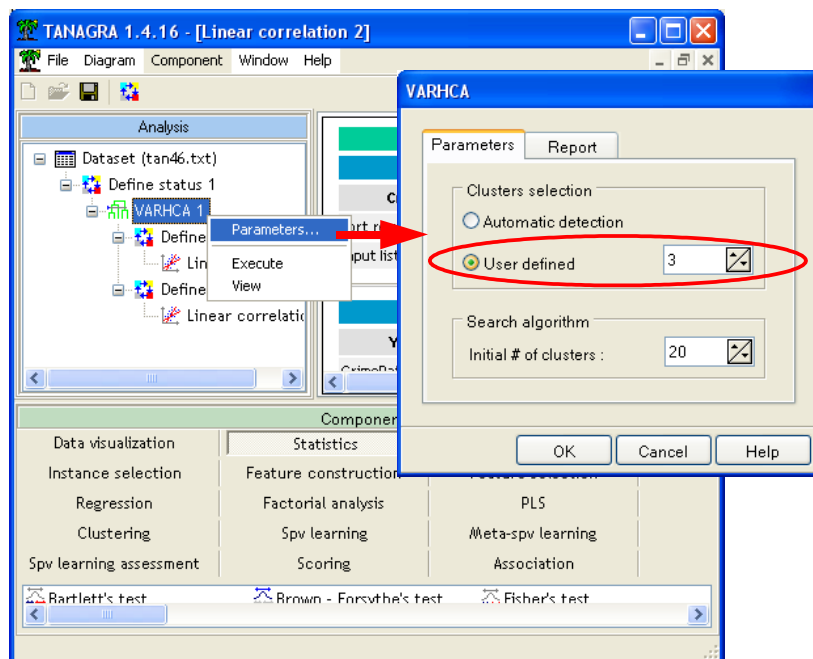 TANAGRA 1.4.16 - [Linear correlation 2]
File Diagram Component Window Help
Analysis
Dataset (tan46.txt)
Define status 1
VARHCA 1
Define
Lin
Define
Linear correlatic
Parameters...
Execute
View
VARHCA
Parameters Report
Clusters selection
Automatic detection
User defined 3
Search algorithm
Initial # of clusters : 20
OK Cancel Help
Data visualization Statistics
Instance selection Feature construction Feature selection
Regression Factorial analysis PLS
Clustering Spv learning Meta-spv learning
Spv learning assessment Scoring Association
Bartlett's test Brown - Forsythe's test Fisher's test